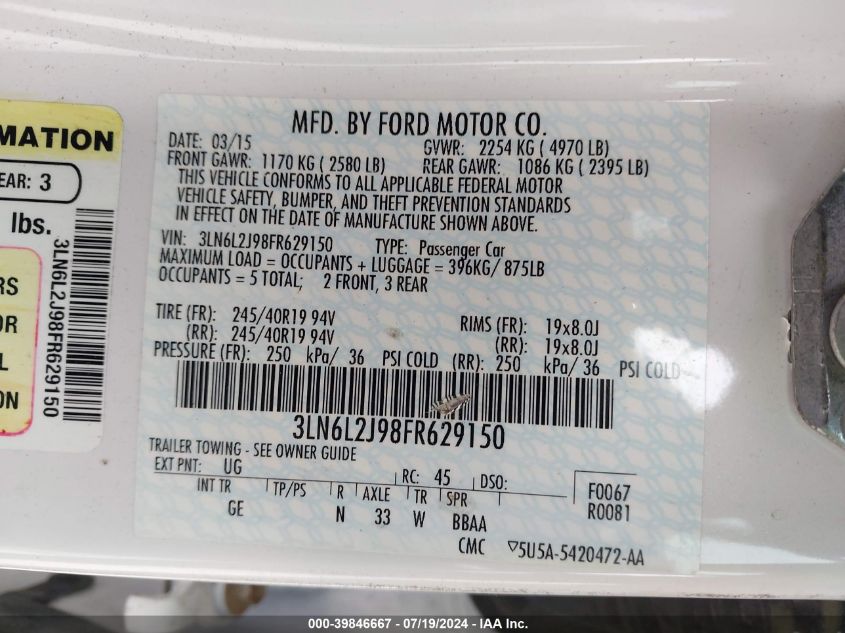 MATION
EAR: 3
lbs.
RS
OR
L
ON
3LN6L2J98FR629150
MFD. BY FORD MOTOR CO.
DATE: 03/15 GVWR: 2254 KG ( 4970 LB)
FRONT GAWR: 1170 KG ( 2580 LB) REAR GAWR: 1086 KG ( 2395 LB)
THIS VEHICLE CONFORMS TO ALL APPLICABLE FEDERAL MOTOR
VEHICLE SAFETY, BUMPER, AND THEFT PREVENTION STANDARDS
IN EFFECT ON THE DATE OF MANUFACTURE SHOWN ABOVE.
VIN: 3LN6L2J98FR629150 TYPE: Passenger Car
MAXIMUM LOAD = OCCUPANTS + LUGGAGE = 396KG/ 875LB
OCCUPANTS = 5 TOTAL; 2 FRONT, 3 REAR
TIRE (FR): 245/40R19 94V RIMS (FR): 19x8.0J
(RR): 245/40R19 94V (RR): 19x8.0J
PRESSURE (FR): 250 kPa/ 36 PSI COLD (RR): 250 kPa/ 36 PSI COLD
3LN6L2J98FR629150
TRAILER TOWING - SEE OWNER GUIDE
EXT PNT: UG RC: 45 DSO: F0067
INT TR TP/PS R AXLE TR SPR R0081
GE N 33 W BBAA
CMC ▽5U5A-5420472-AA
000-39846667 - 07/19/2024 - IAA Inc.